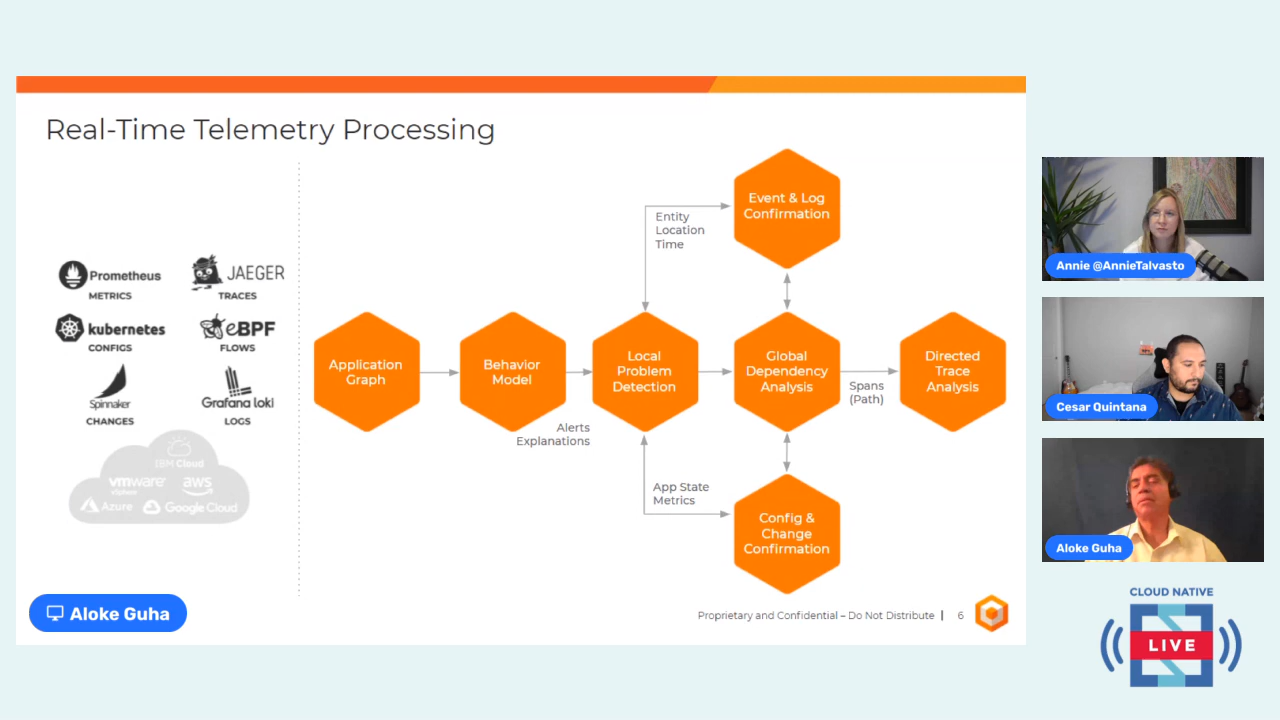 Real-Time Telemetry Processing
Prometheus
METRICS
JAEGER
TRACES
kubernetes
CONFIGS
eBPF
FLOWS
Spinnaker
CHANGES
Grafana loki
LOGS
IBM Cloud
vmware
vSphere
aws
Azure
Google Cloud
Application
Graph
Behavior
Model
Alerts
Explanations
Local
Problem
Detection
Entity
Location
Time
Event & Log
Confirmation
Global
Dependency
Analysis
Spans
(Path)
Directed
Trace
Analysis
App State
Metrics
Config &
Change
Confirmation
Aloke Guha
Proprietary and Confidential – Do Not Distribute | 6
Annie @AnnieTalvasto
Cesar Quintana
Aloke Guha
CLOUD NATIVE
LIVE